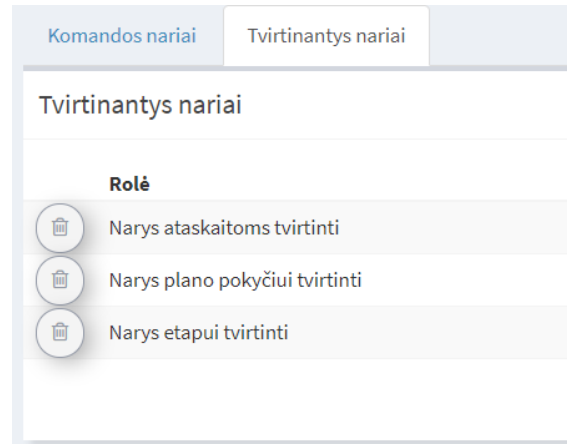 Komandos nariai
Tvirtinantys nariai
Tvirtinantys nariai
Rolė
Narys ataskaitoms tvirtinti
Narys plano pokyčiui tvirtinti
Narys etapui tvirtinti